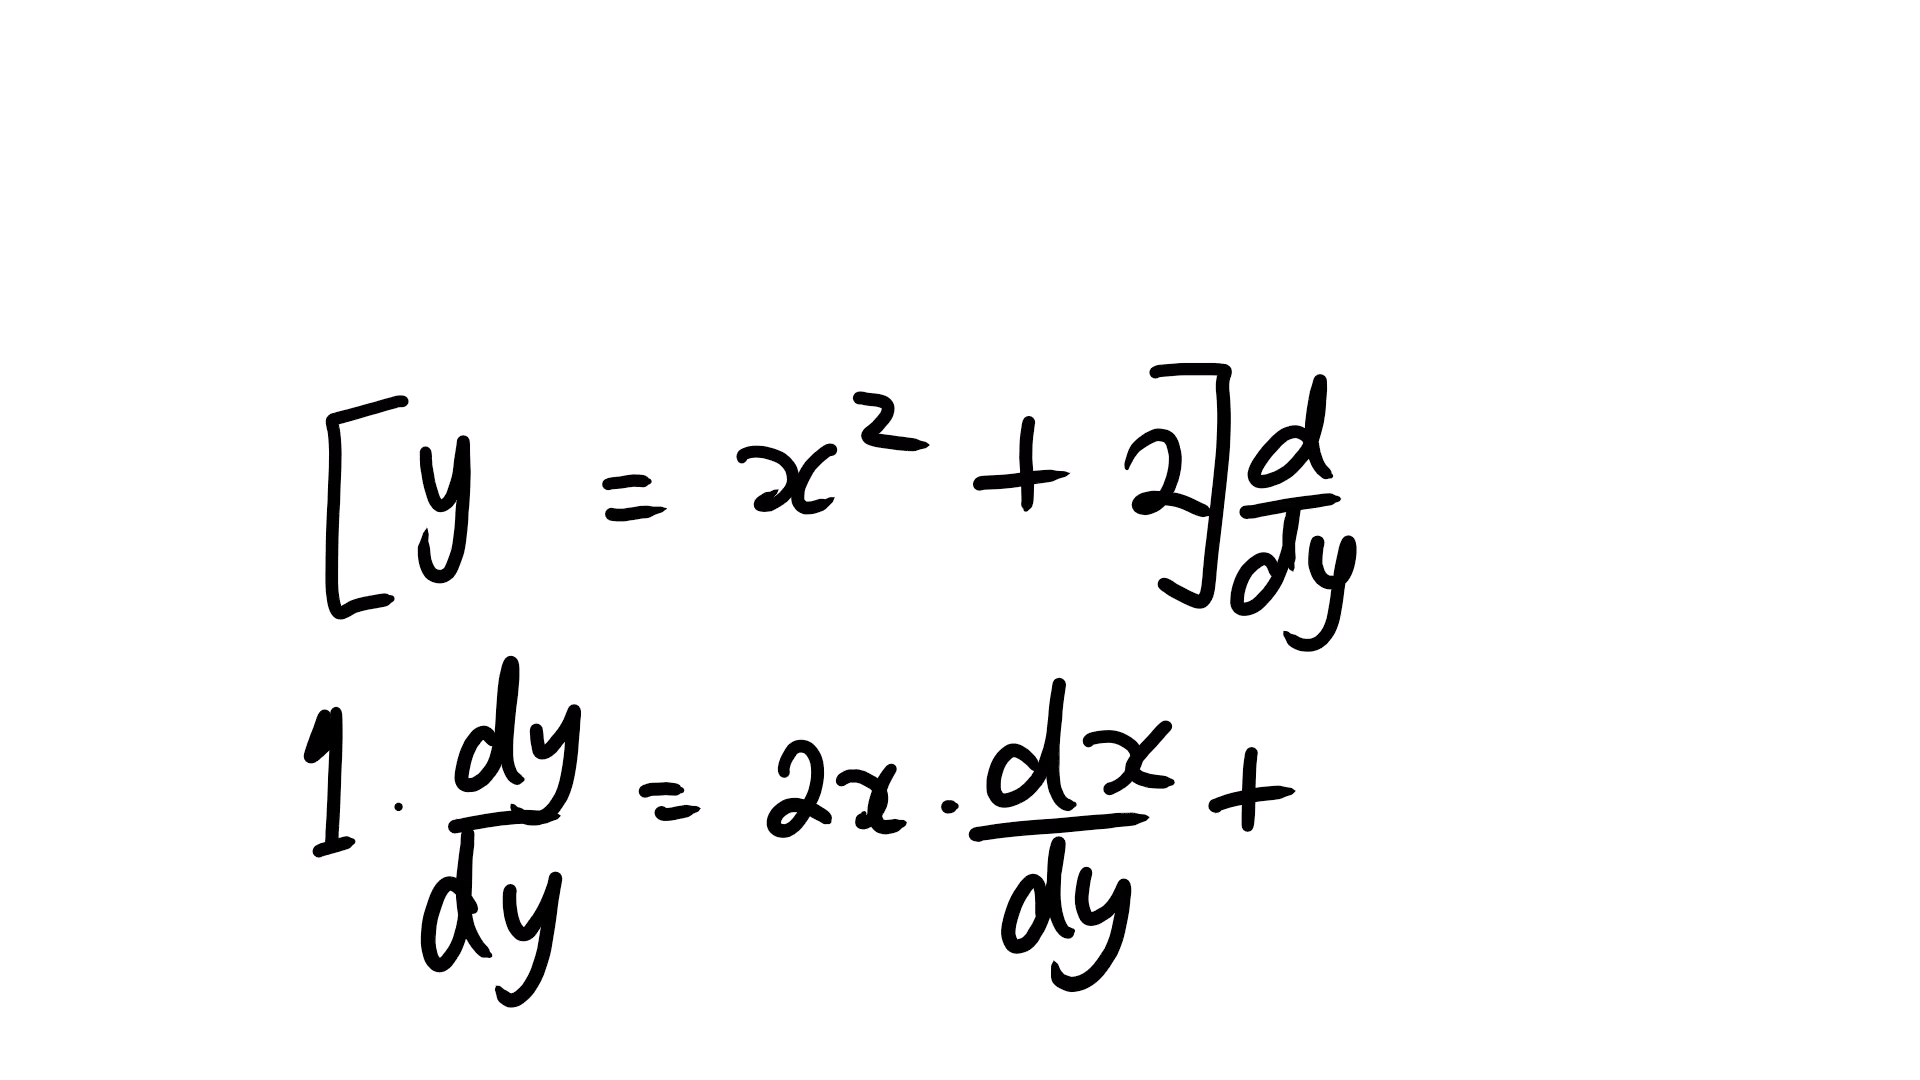 [y = x² + 2] d/dy
1 · dy/dy = 2x · dx/dy +